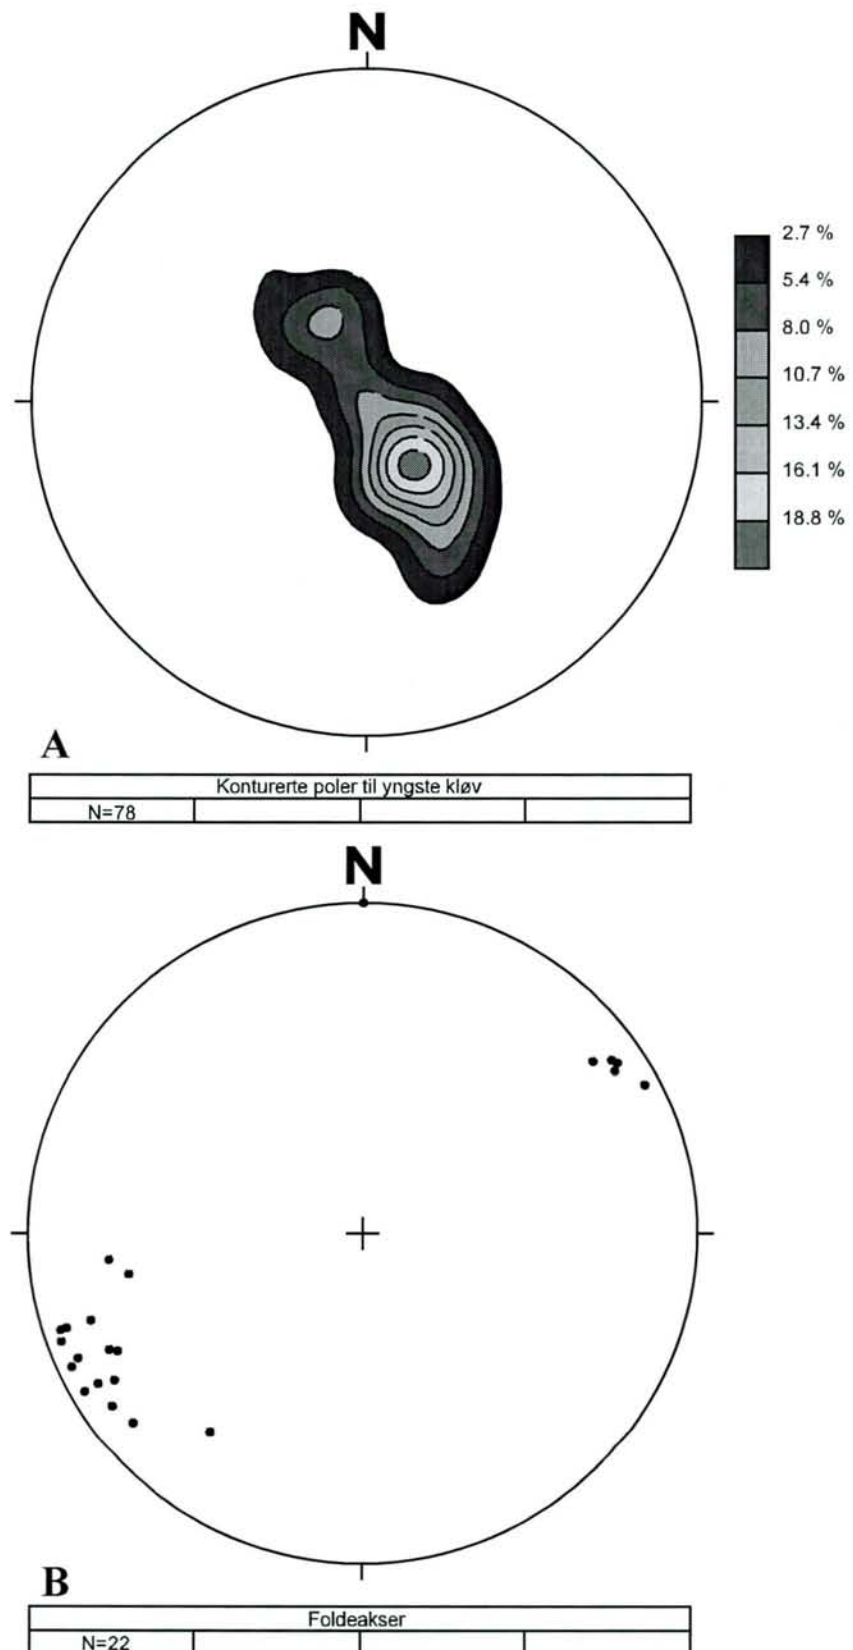 N
2.7 %
5.4 %
8.0 %
10.7 %
13.4 %
16.1 %
18.8 %
A
Konturerte poler til yngste kløv
N=78
N
B
Foldeakser
N=22